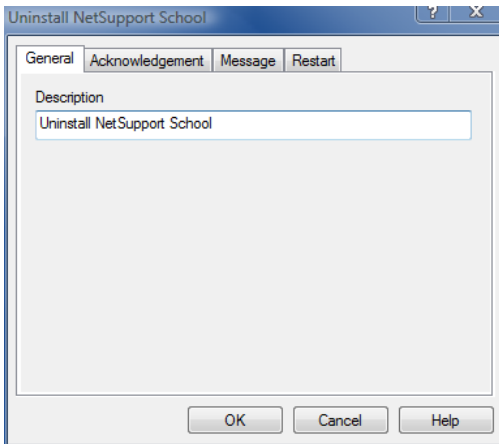 Uninstall NetSupport School
General Acknowledgement Message Restart
Description
Uninstall NetSupport School
OK Cancel Help